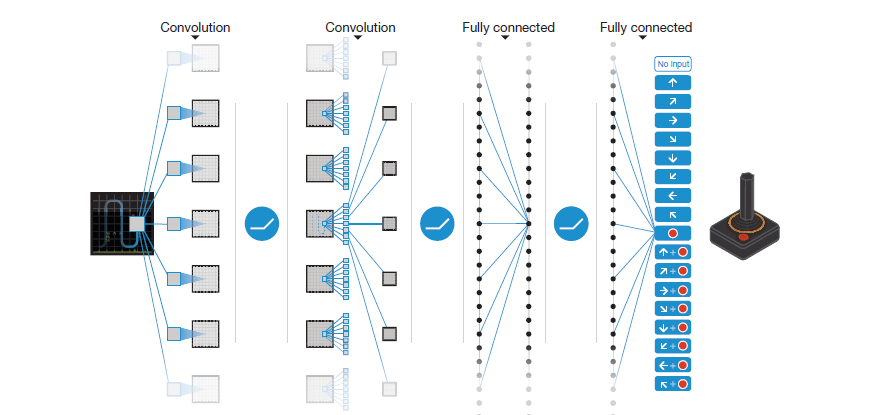 Convolution
Convolution
Fully connected
Fully connected
No input
+
+
+
+
+
+
+
+